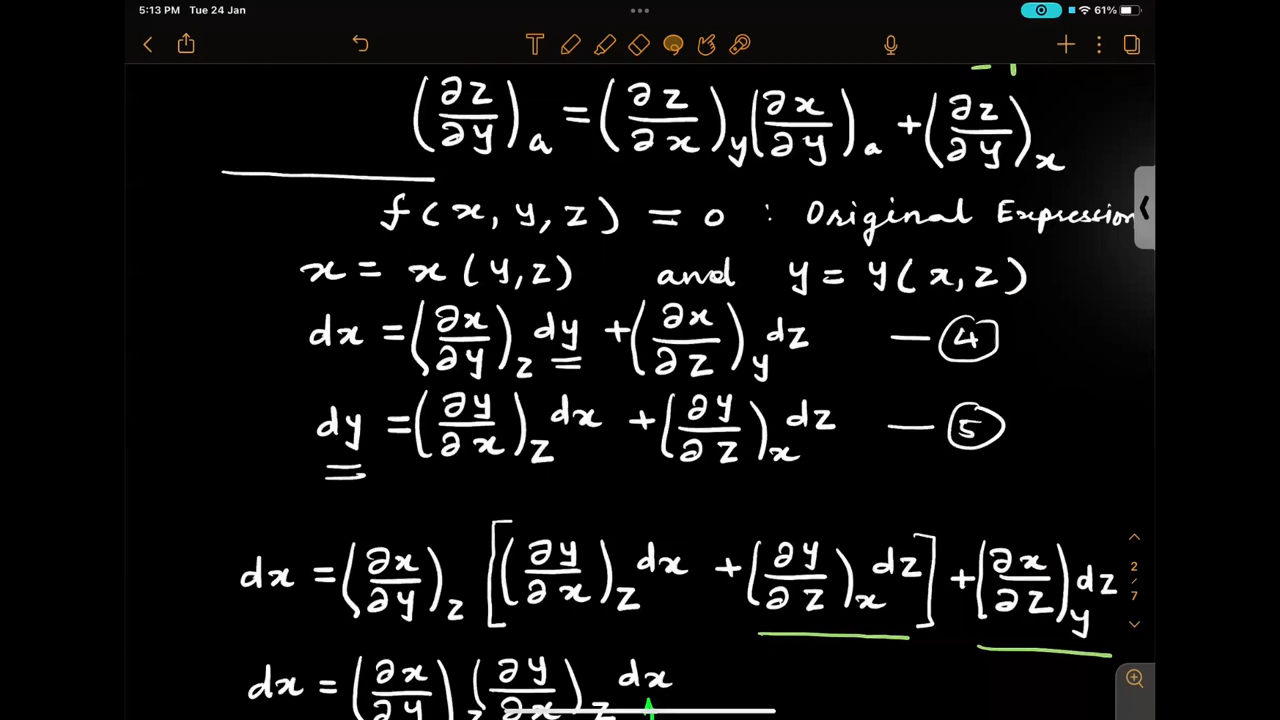 5:13 PM Tue 24 Jan
61%
(∂z/∂y)_a = (∂z/∂x)_y (∂x/∂y)_a + (∂z/∂y)_x
f(x, y, z) = 0 : Original Expression
x = x(y, z) and y = y(x, z)
dx = (∂x/∂y)_z dy + (∂x/∂z)_y dz — ④
dy = (∂y/∂x)_z dx + (∂y/∂z)_x dz — ⑤
dx = (∂x/∂y)_z [(∂y/∂x)_z dx + (∂y/∂z)_x dz] + (∂x/∂z)_y dz
2/7
dx = (∂x/∂y)_z (∂y/∂x)_z dx